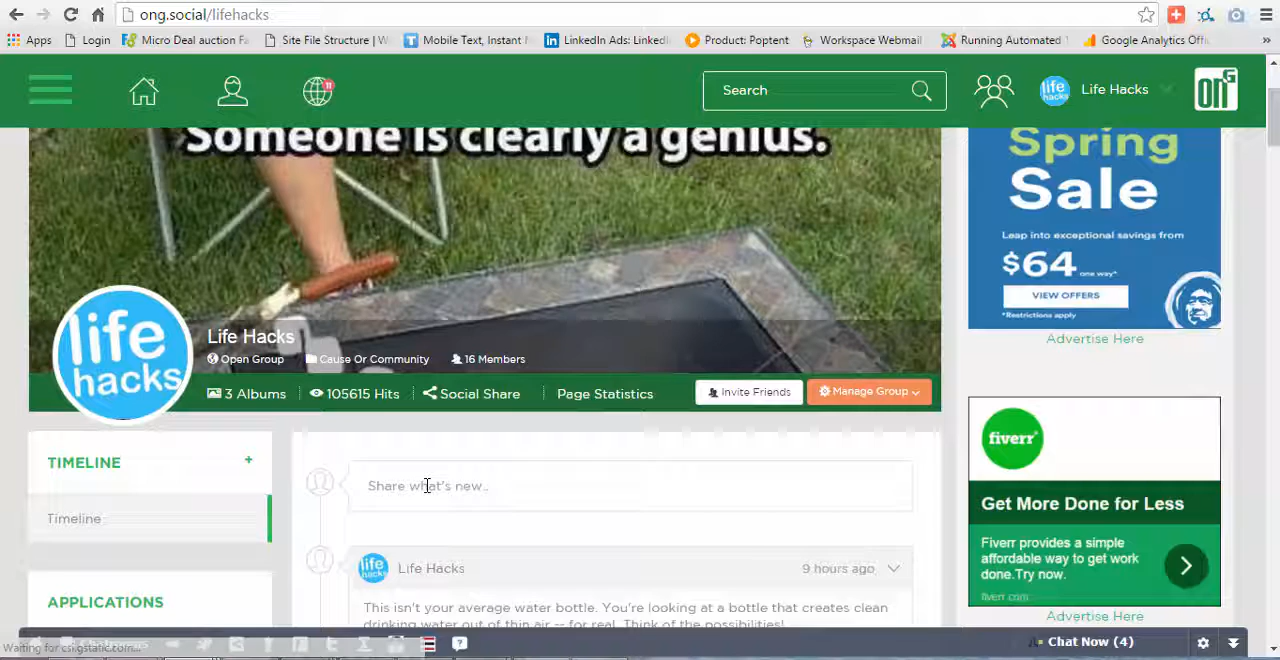 ong.social/lifehacks
Apps Login Micro Deal auction Fa Site File Structure | W Mobile Text, Instant M LinkedIn Ads: LinkedI Product: Poptent Workspace Webmail Running Automated T Google Analytics Offi »
11 Search Life Hacks onG
Someone is clearly a genius.
Spring
Sale
Leap into exceptional savings from
$64 one way*
VIEW OFFERS
*Restrictions apply
Advertise Here
life
hacks
Life Hacks
Open Group Cause Or Community 16 Members
3 Albums 105615 Hits Social Share Page Statistics Invite Friends Manage Group
TIMELINE +
Timeline
APPLICATIONS
Share what's new..
Life Hacks 9 hours ago
This isn't your average water bottle. You're looking at a bottle that creates clean
drinking water out of thin air -- for real. Think of the possibilities!
fiverr
Get More Done for Less
Fiverr provides a simple
affordable way to get work
done.Try now.
fiverr.com
Advertise Here
Waiting for csi.gstatic.com...
Chat Now (4)